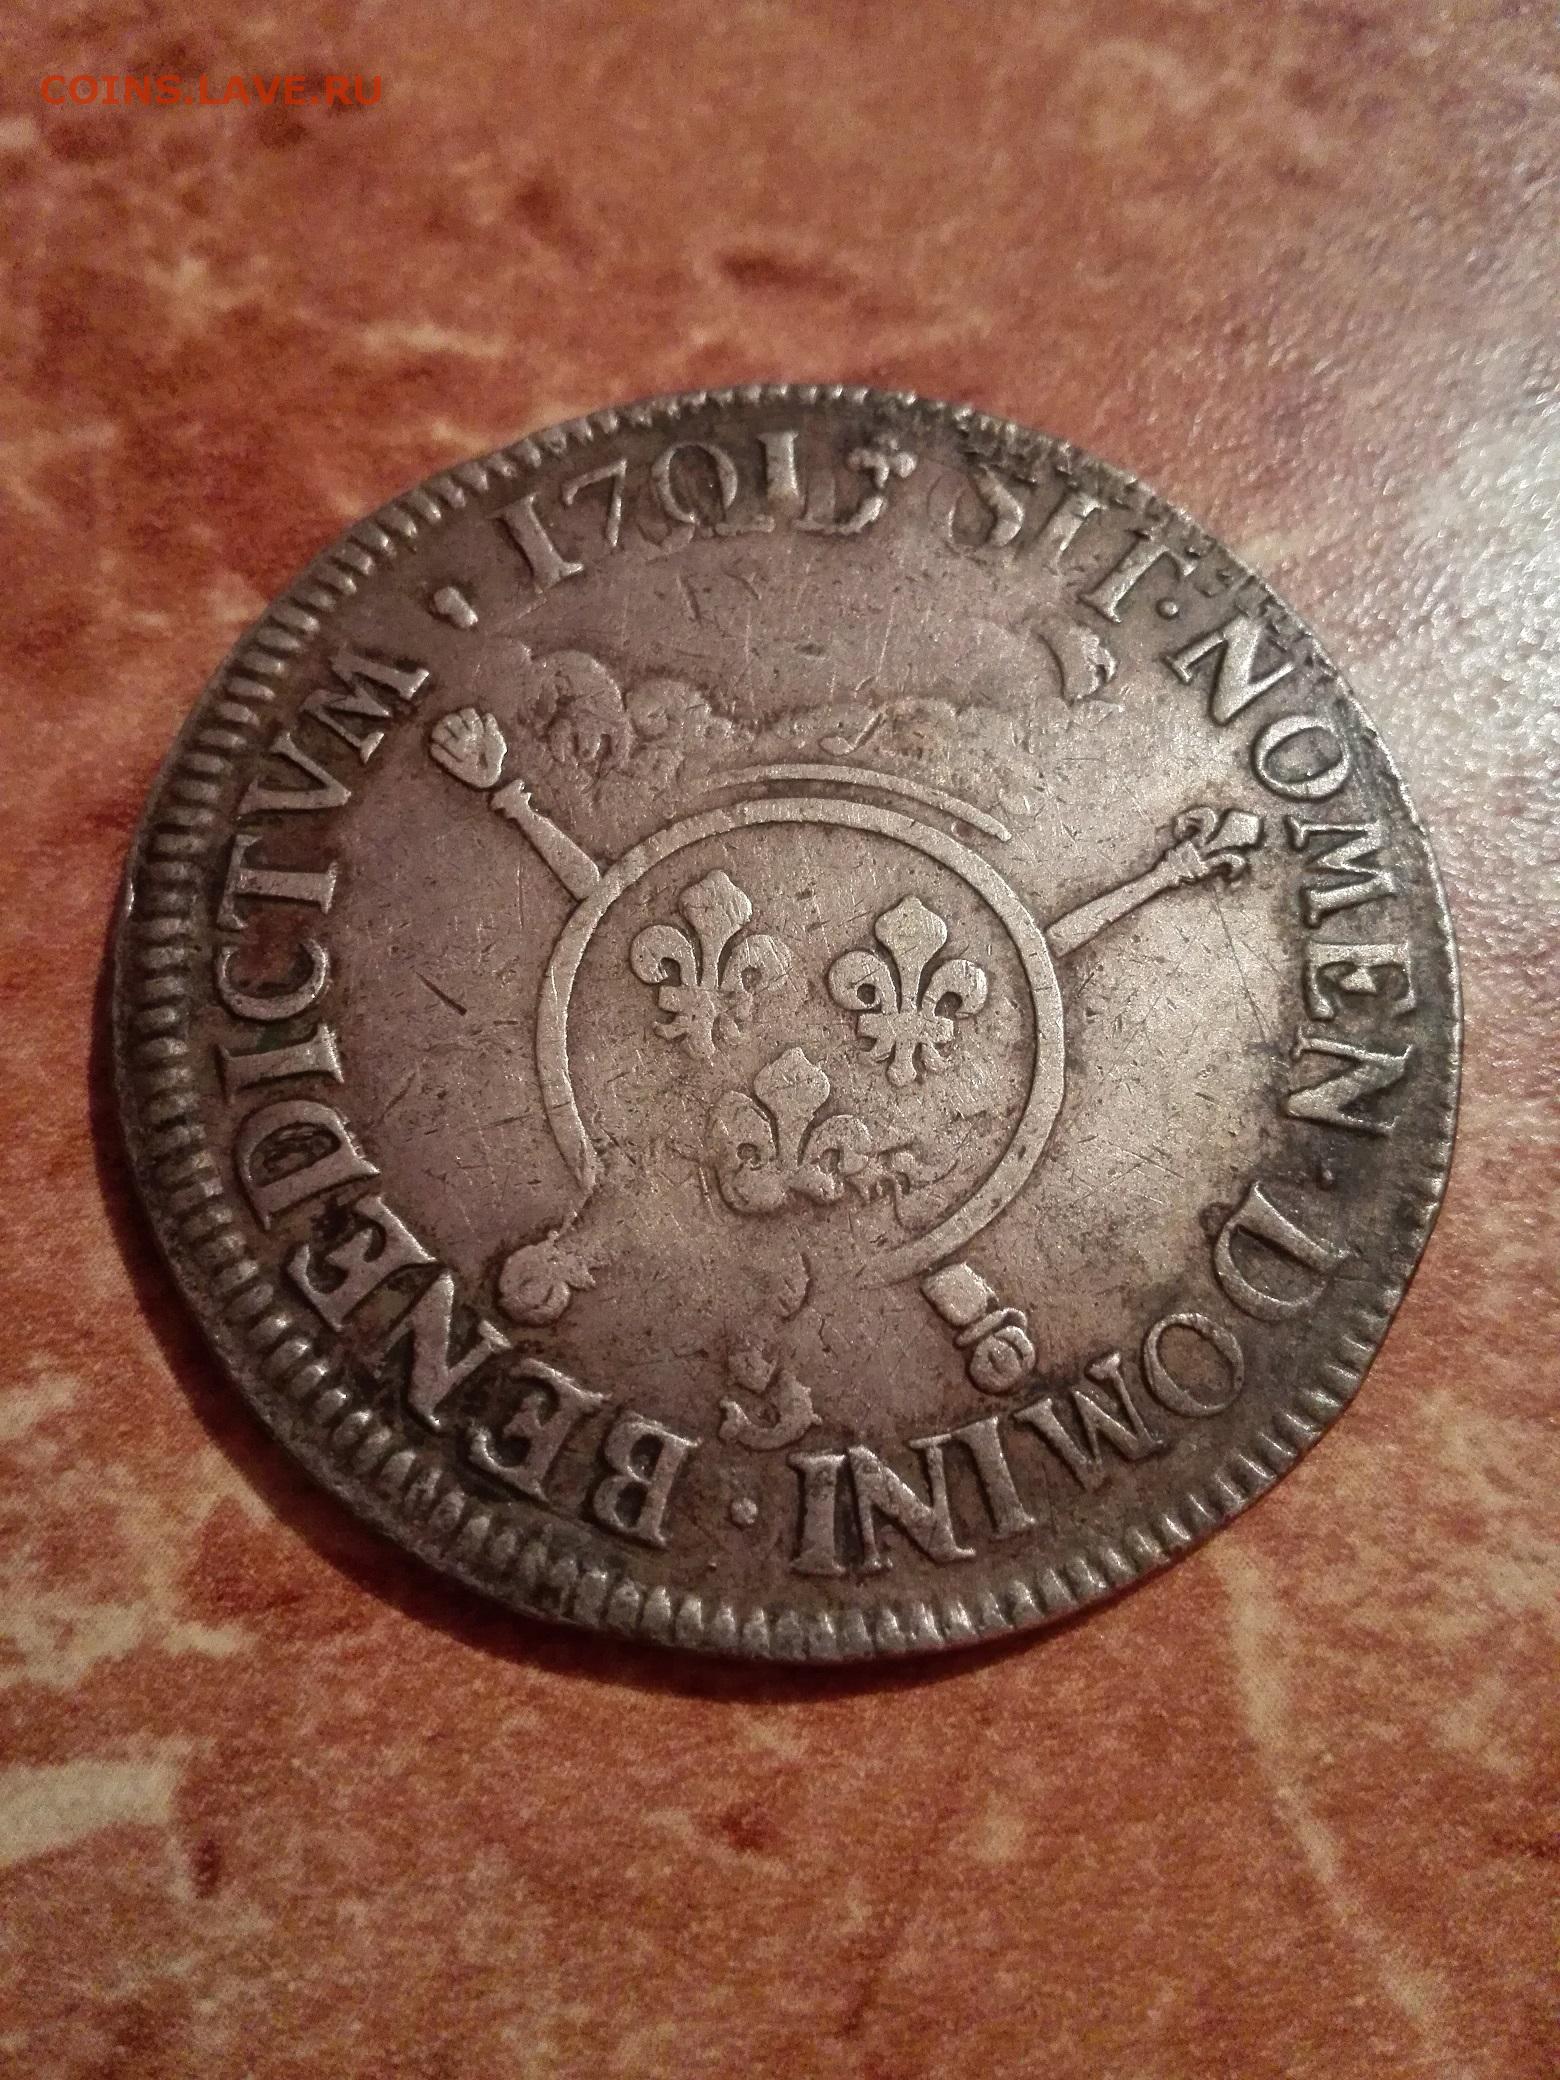 COINS.LAVE.RU
SIT · NOMEN · DOMINI · BENEDICTVM , 1701